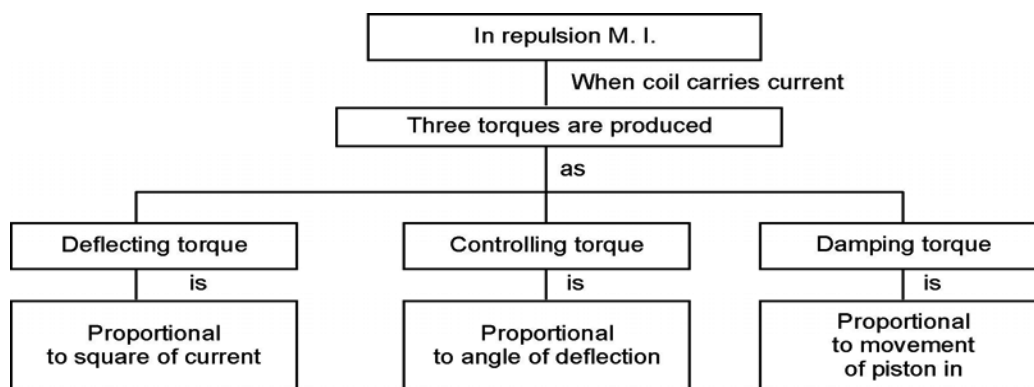 In repulsion M. I.
When coil carries current
Three torques are produced
as
Deflecting torque
Controlling torque
Damping torque
is
is
is
Proportional
to square of current
Proportional
to angle of deflection
Proportional
to movement
of piston in